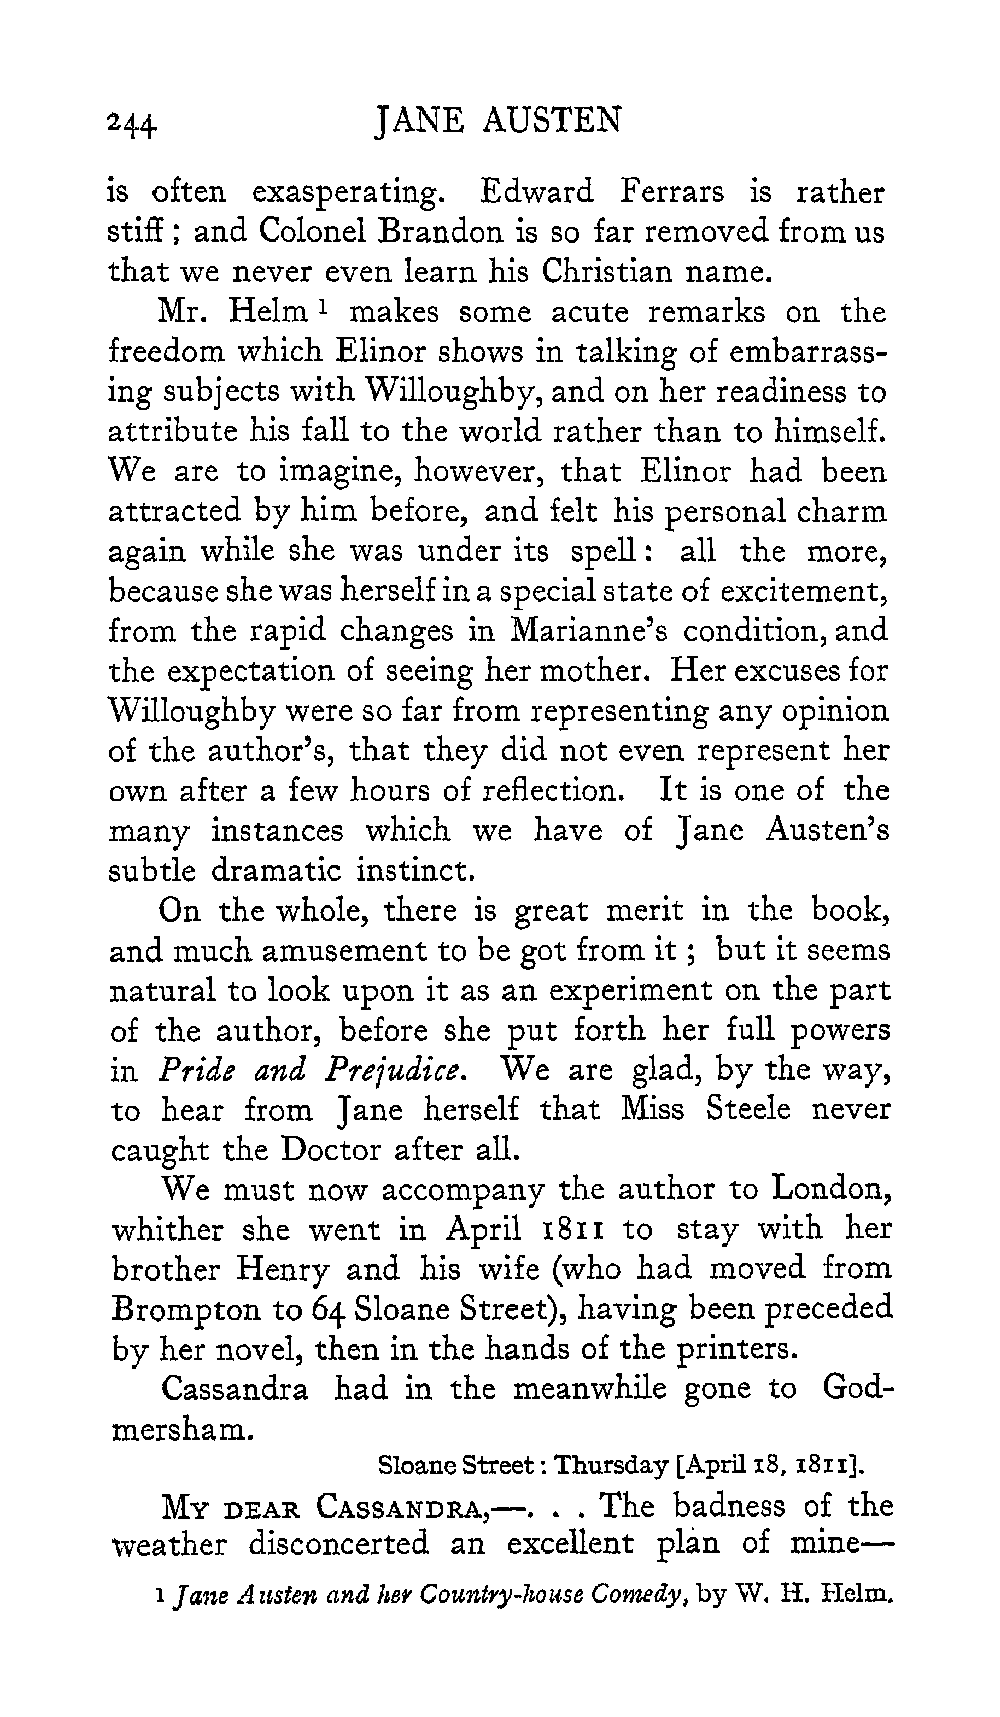 244 JANE AUSTEN
is often exasperating. Edward Ferrars is rather
stiff ; and Colonel Brandon is so far removed from us
that we never even learn his Christian name.
Mr. Helm 1 makes some acute remarks on the
freedom which Elinor shows in talking of embarrass-
ing subjects with Willoughby, and on her readiness to
attribute his fall to the world rather than to himself.
We are to imagine, however, that Elinor had been
attracted by him before, and felt his personal charm
again while she was under its spell : all the more,
because she was herself in a special state of excitement,
from the rapid changes in Marianne's condition, and
the expectation of seeing her mother. Her excuses for
Willoughby were so far from representing any opinion
of the author's, that they did not even represent her
own after a few hours of reflection. It is one of the
many instances which we have of Jane Austen's
subtle dramatic instinct.
On the whole, there is great merit in the book,
and much amusement to be got from it ; but it seems
natural to look upon it as an experiment on the part
of the author, before she put forth her full powers
in Pride and Prejudice. We are glad, by the way,
to hear from Jane herself that Miss Steele never
caught the Doctor after all.
We must now accompany the author to London,
whither she went in April 1811 to stay with her
brother Henry and his wife (who had moved from
Brompton to 64 Sloane Street), having been preceded
by her novel, then in the hands of the printers.
Cassandra had in the meanwhile gone to God-
mersham.
Sloane Street : Thursday [April 18, 1811].
MY DEAR CASSANDRA,—. . . The badness of the
weather disconcerted an excellent plan of mine—
1 Jane Austen and her Country-house Comedy, by W. H. Helm.